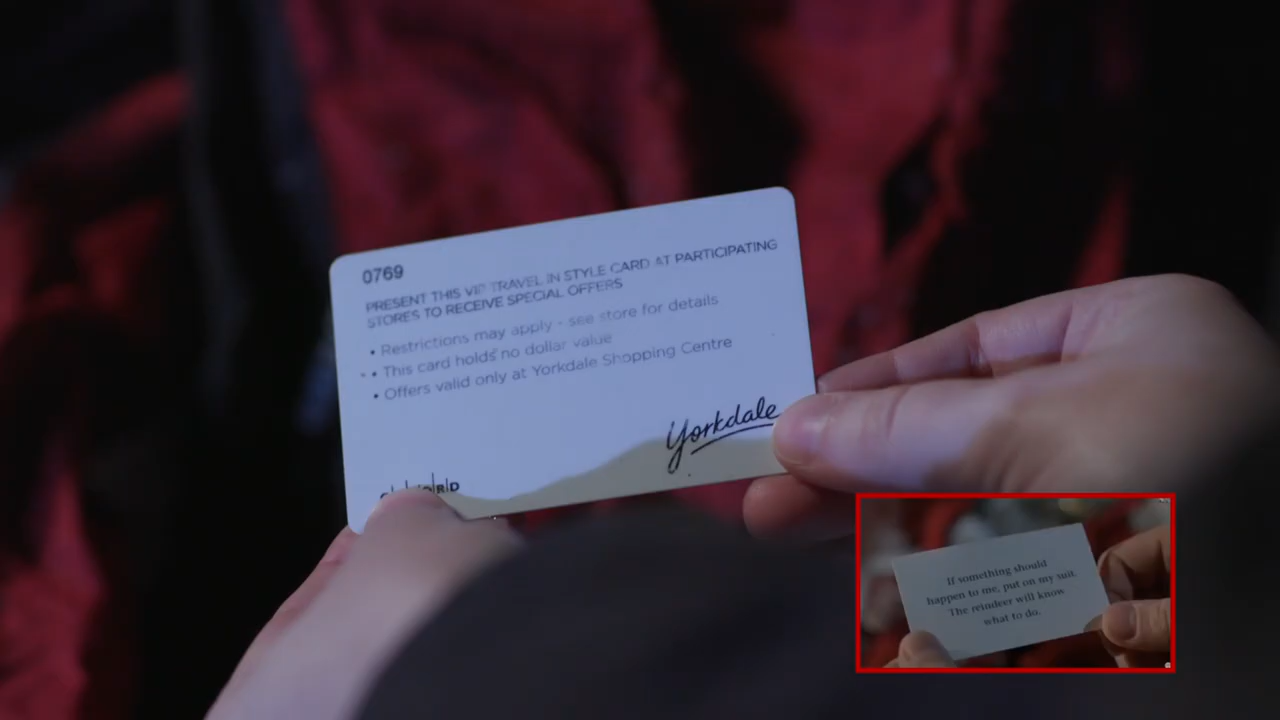 0769
PRESENT THIS VIP TRAVEL IN STYLE CARD AT PARTICIPATING
STORES TO RECEIVE SPECIAL OFFERS
• Restrictions may apply - see store for details
• This card holds no dollar value
• Offers valid only at Yorkdale Shopping Centre
Yorkdale
If something should
happen to me, put on my suit.
The reindeer will know
what to do.